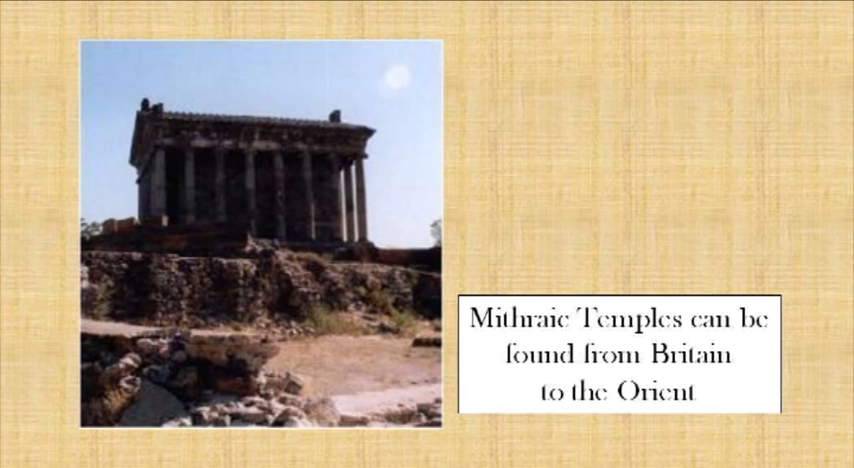 Mithraic Temples can be
found from Britain
to the Orient